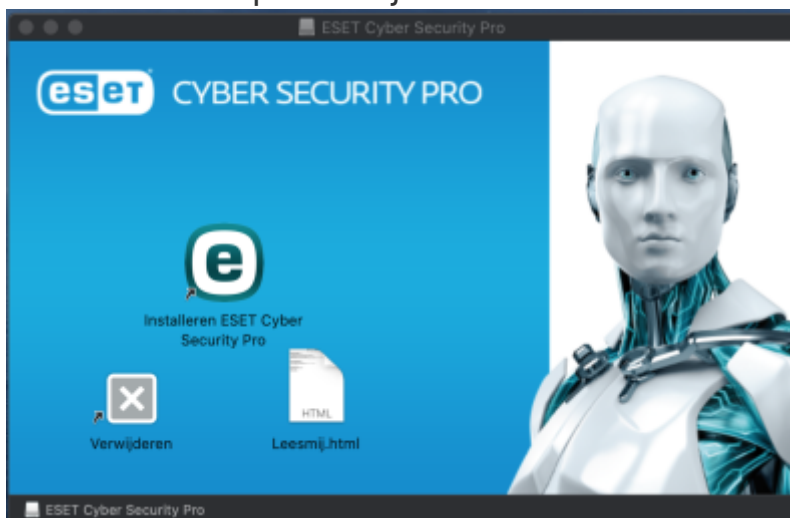 ESET Cyber Security Pro
eseT CYBER SECURITY PRO
e
Installeren ESET Cyber
Security Pro
HTML
Verwijderen
Leesmij.html
ESET Cyber Security Pro